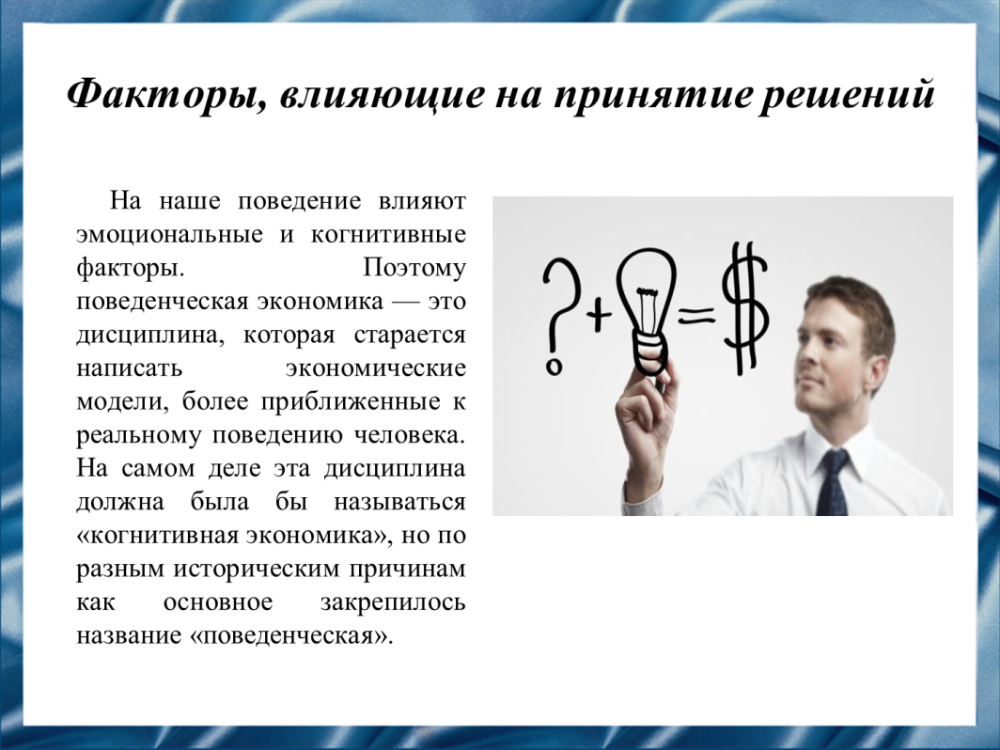 Факторы, влияющие на принятие решений
На наше поведение влияют
эмоциональные и когнитивные
факторы. Поэтому
поведенческая экономика — это
дисциплина, которая старается
написать экономические
модели, более приближенные к
реальному поведению человека.
На самом деле эта дисциплина
должна была бы называться
«когнитивная экономика», но по
разным историческим причинам
как основное закрепилось
название «поведенческая».
? + = $